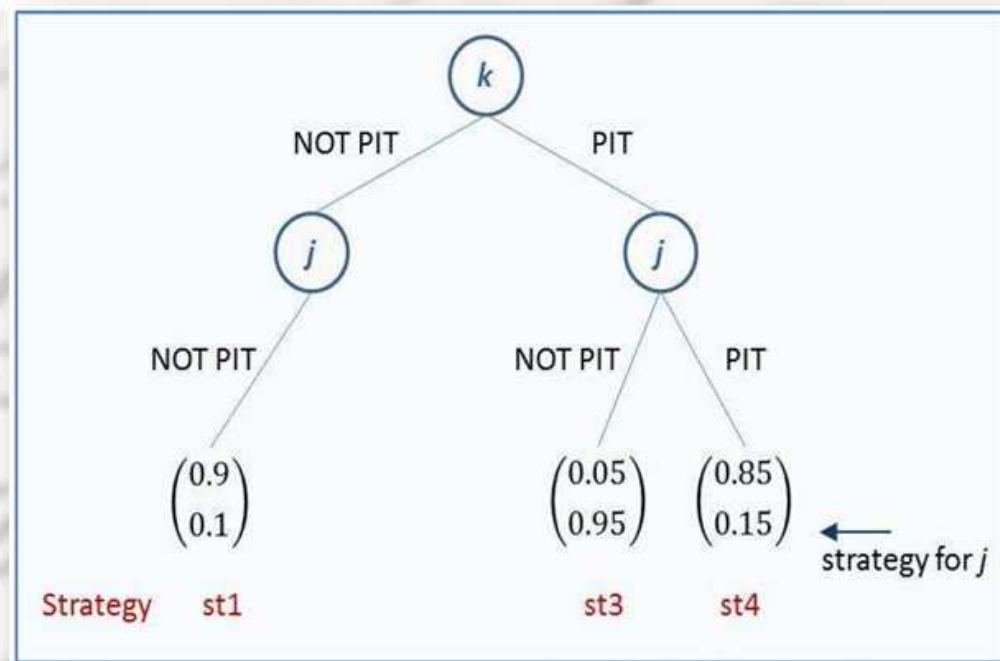 k
NOT PIT PIT
j j
NOT PIT NOT PIT PIT
(0.9 0.1) (0.05 0.95) (0.85 0.15)
strategy for j
Strategy st1 st3 st4